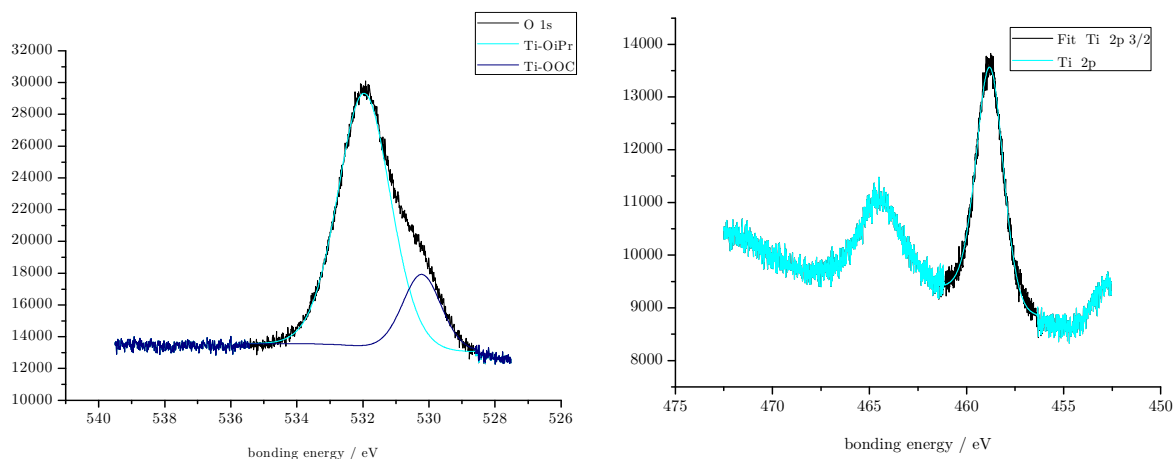 O 1s
Ti-OiPr
Ti-OOC
32000
30000
28000
26000
24000
22000
20000
18000
16000
14000
12000
10000
540 538 536 534 532 530 528 526
bonding energy / eV
Fit Ti 2p 3/2
Ti 2p
14000
13000
12000
11000
10000
9000
8000
475 470 465 460 455 450
bonding energy / eV